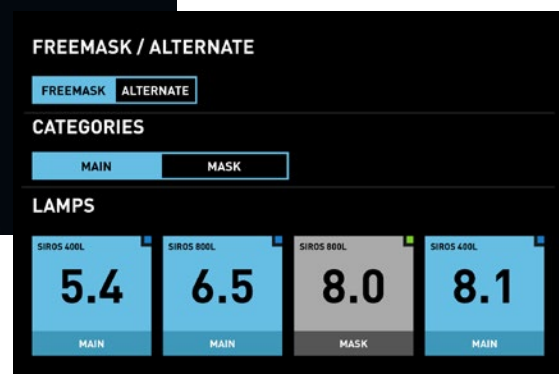 FREEMASK / ALTERNATE
FREEMASK ALTERNATE
CATEGORIES
MAIN MASK
LAMPS
SIROS 400L SIROS 800L SIROS 800L SIROS 400L
5.4 6.5 8.0 8.1
MAIN MAIN MASK MAIN